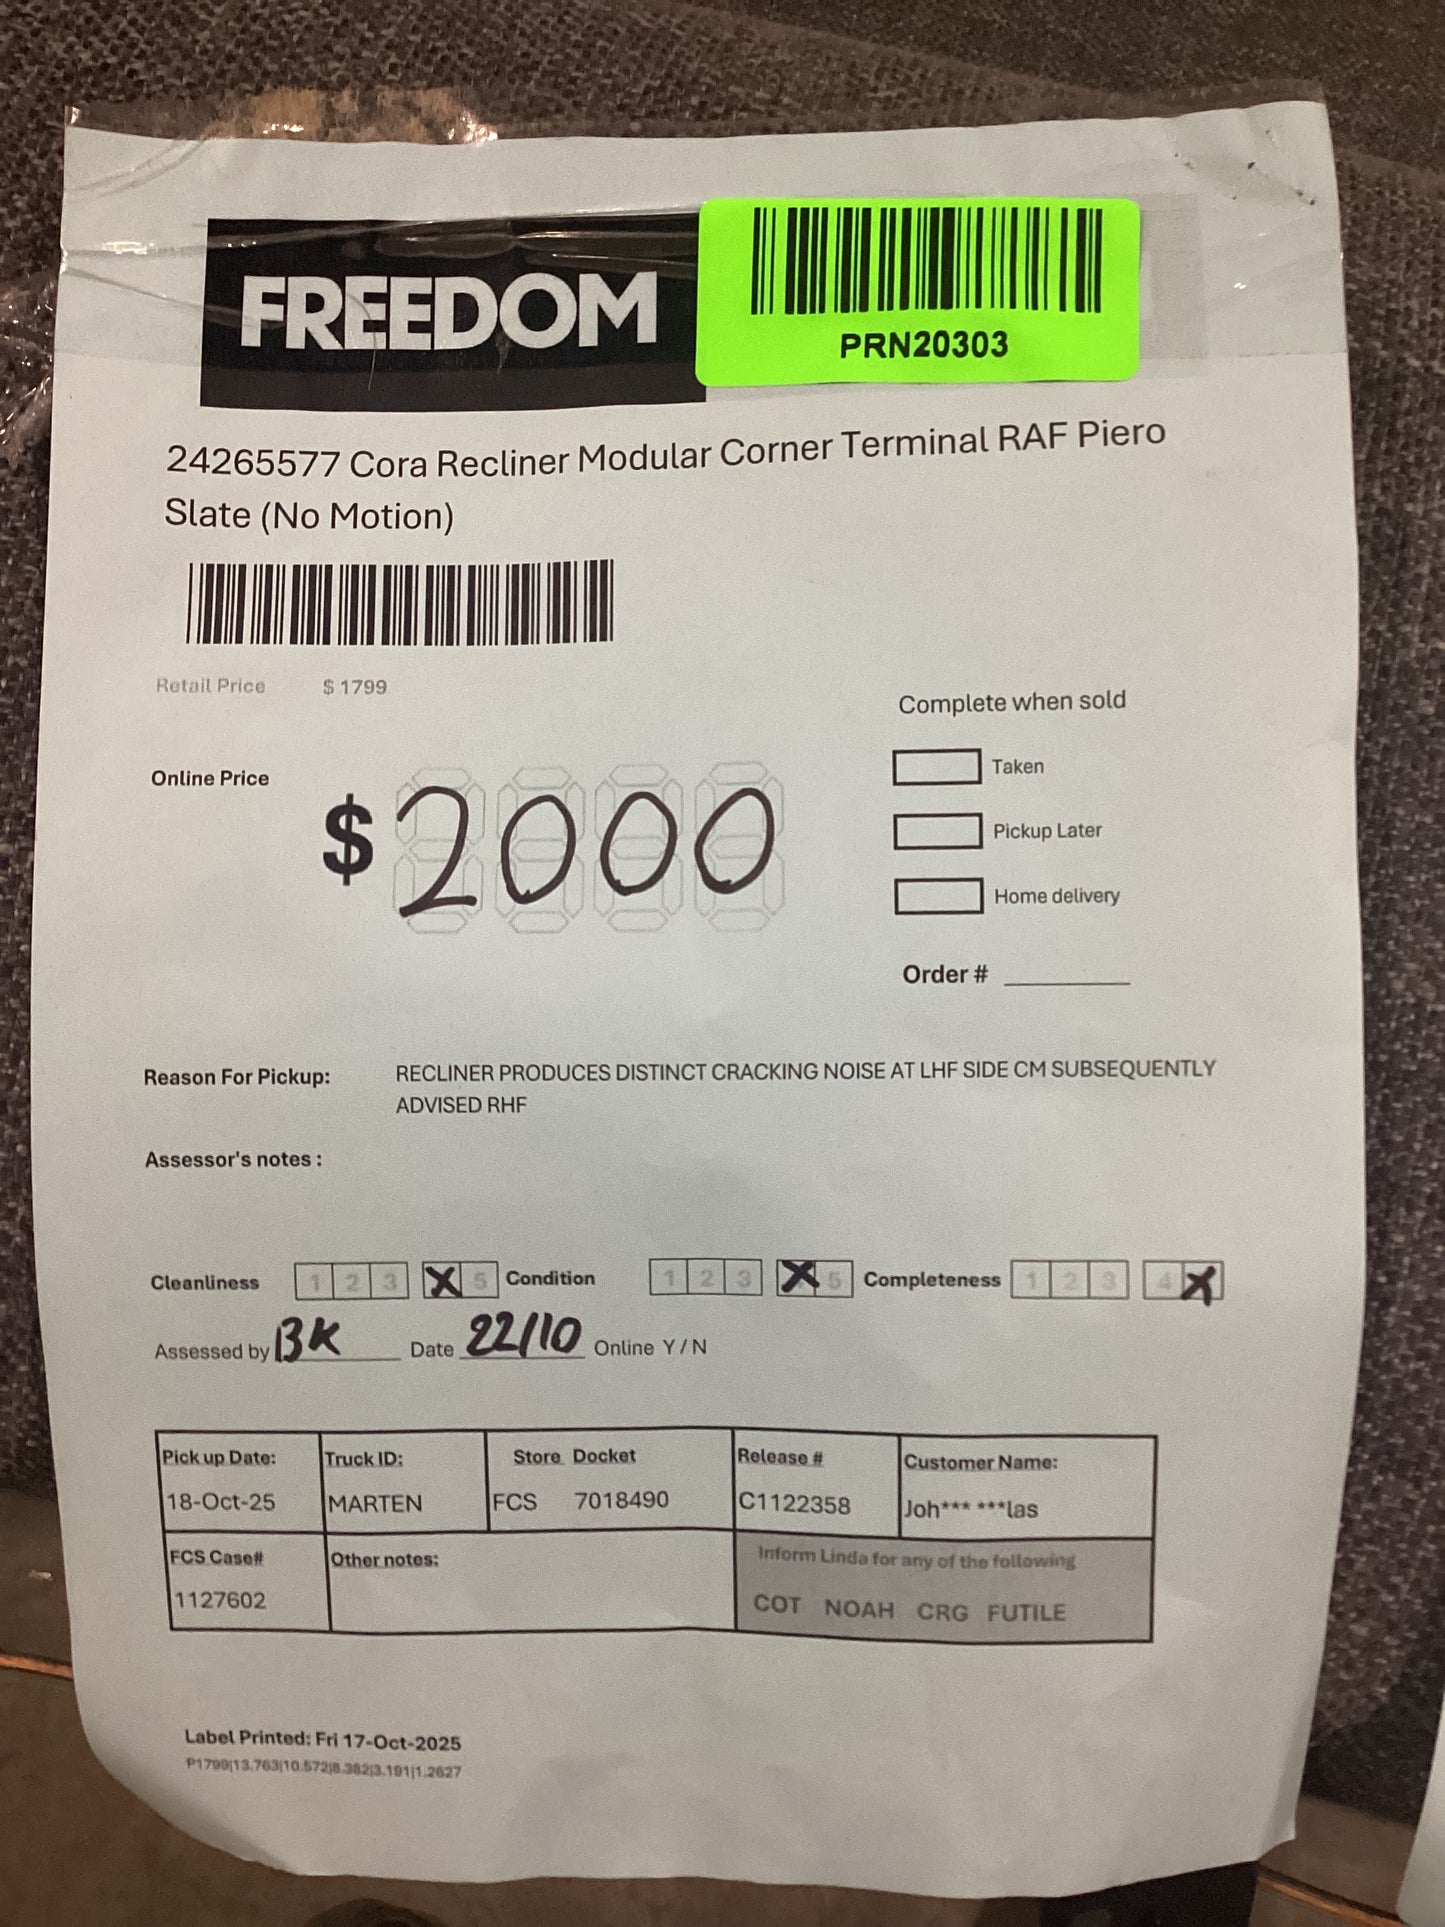 FREEDOM
PRN20303
24265577 Cora Recliner Modular Corner Terminal RAF Piero
Slate (No Motion)
Retail Price $ 1799
Complete when sold
Online Price
$ 2000
Taken
Pickup Later
Home delivery
Order #
Reason For Pickup: RECLINER PRODUCES DISTINCT CRACKING NOISE AT LHF SIDE CM SUBSEQUENTLY
ADVISED RHF
Assessor's notes :
Cleanliness 1 2 3 X 5 Condition 1 2 3 X 5 Completeness 1 2 3 4 X
Assessed by BK Date 22/10 Online Y / N
Pick up Date: Truck ID: Store Docket Release # Customer Name:
18-Oct-25 MARTEN FCS 7018490 C1122358 Joh*** ***las
FCS Case# Other notes: Inform Linda for any of the following
1127602 COT NOAH CRG FUTILE
Label Printed: Fri 17-Oct-2025
P1799|13.763|10.572|8.382|3.191|1.2627